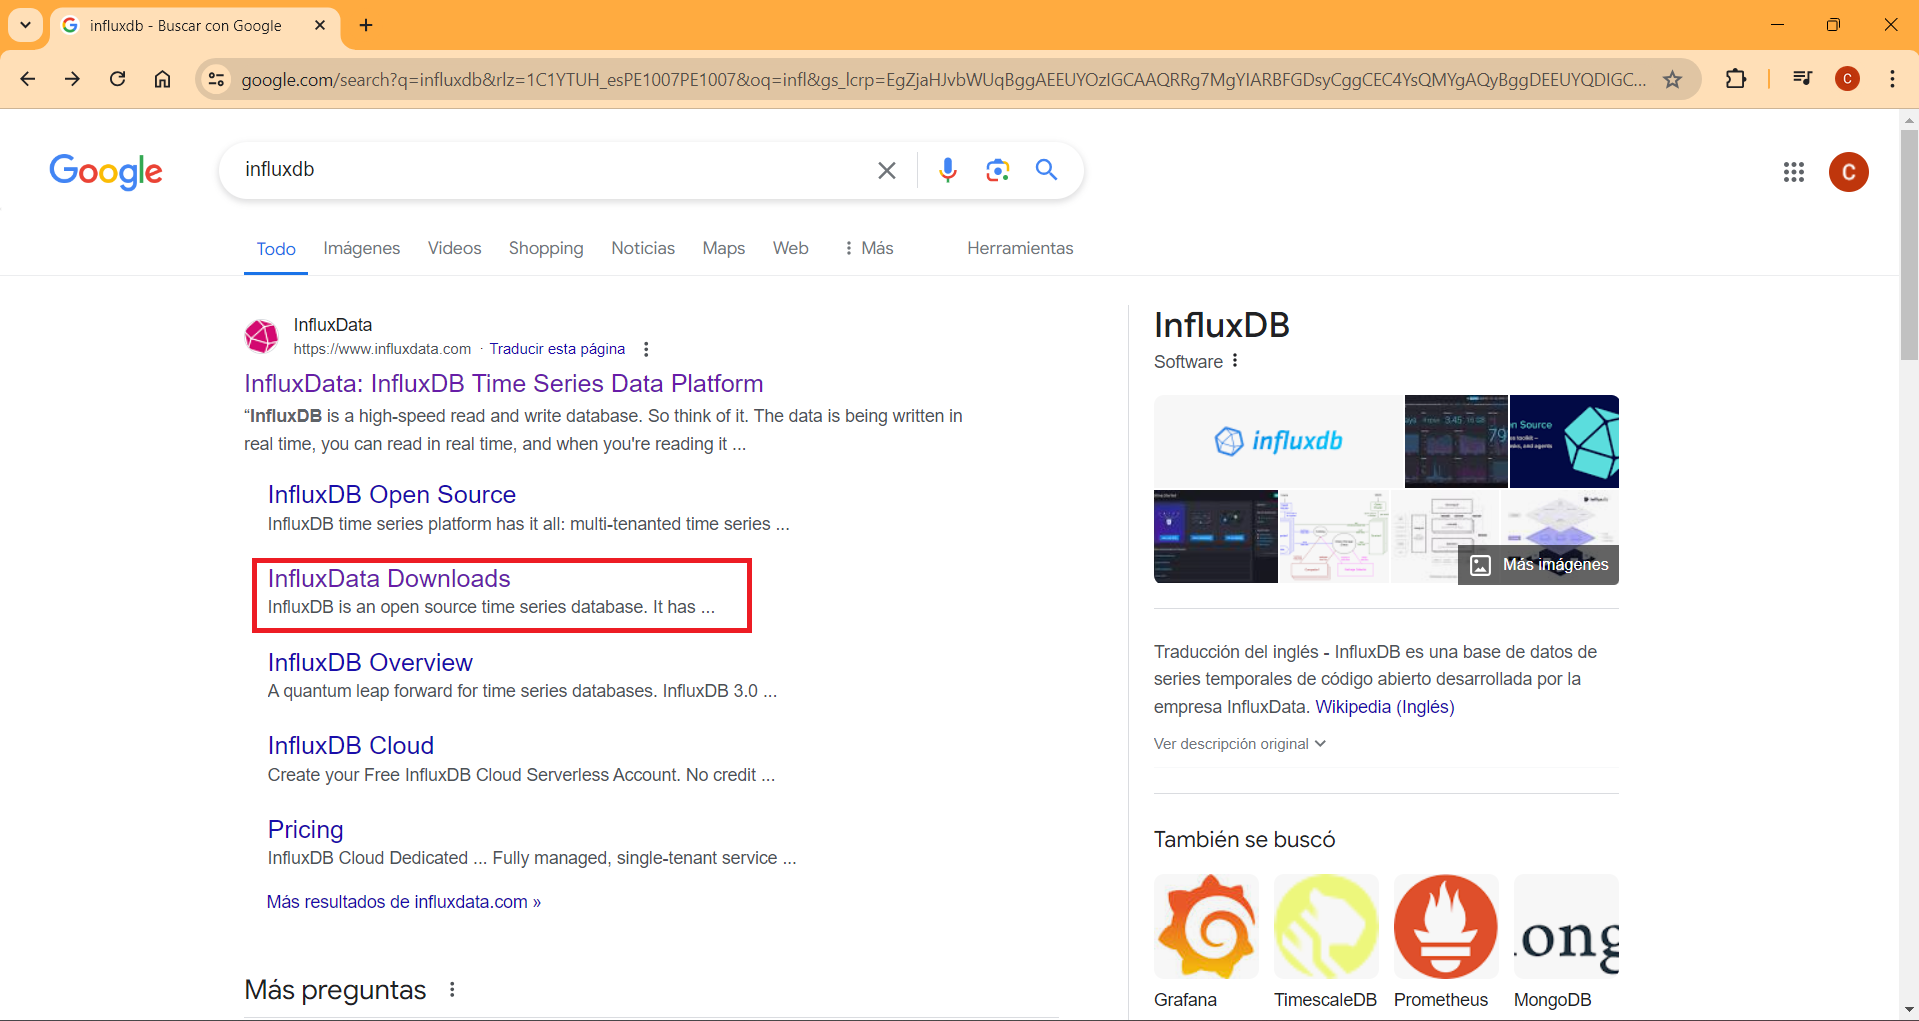 influxdb - Buscar con Google
google.com/search?q=influxdb&rlz=1C1YTUH_esPE1007PE1007&oq=infl&gs_lcrp=EgZjaHJvbWUqBggAEEUYOzIGCAAQRRg7MgYIARBFGDsyCggCEC4YsQMYgAQyBggDEEUYQDIGC...
C
Google
influxdb
C
Todo
Imágenes
Videos
Shopping
Noticias
Maps
Web
Más
Herramientas
InfluxData
https://www.influxdata.com · Traducir esta página
InfluxData: InfluxDB Time Series Data Platform
“InfluxDB is a high-speed read and write database. So think of it. The data is being written in
real time, you can read in real time, and when you're reading it ...
InfluxDB Open Source
InfluxDB time series platform has it all: multi-tenanted time series ...
InfluxData Downloads
InfluxDB is an open source time series database. It has ...
InfluxDB Overview
A quantum leap forward for time series databases. InfluxDB 3.0 ...
InfluxDB Cloud
Create your Free InfluxDB Cloud Serverless Account. No credit ...
Pricing
InfluxDB Cloud Dedicated ... Fully managed, single-tenant service ...
Más resultados de influxdata.com »
Más preguntas
InfluxDB
Software
influxdb
3.45
79
n Source
Más imágenes
Traducción del inglés - InfluxDB es una base de datos de
series temporales de código abierto desarrollada por la
empresa InfluxData. Wikipedia (Inglés)
Ver descripción original
También se buscó
ong
Grafana
TimescaleDB
Prometheus
MongoDB